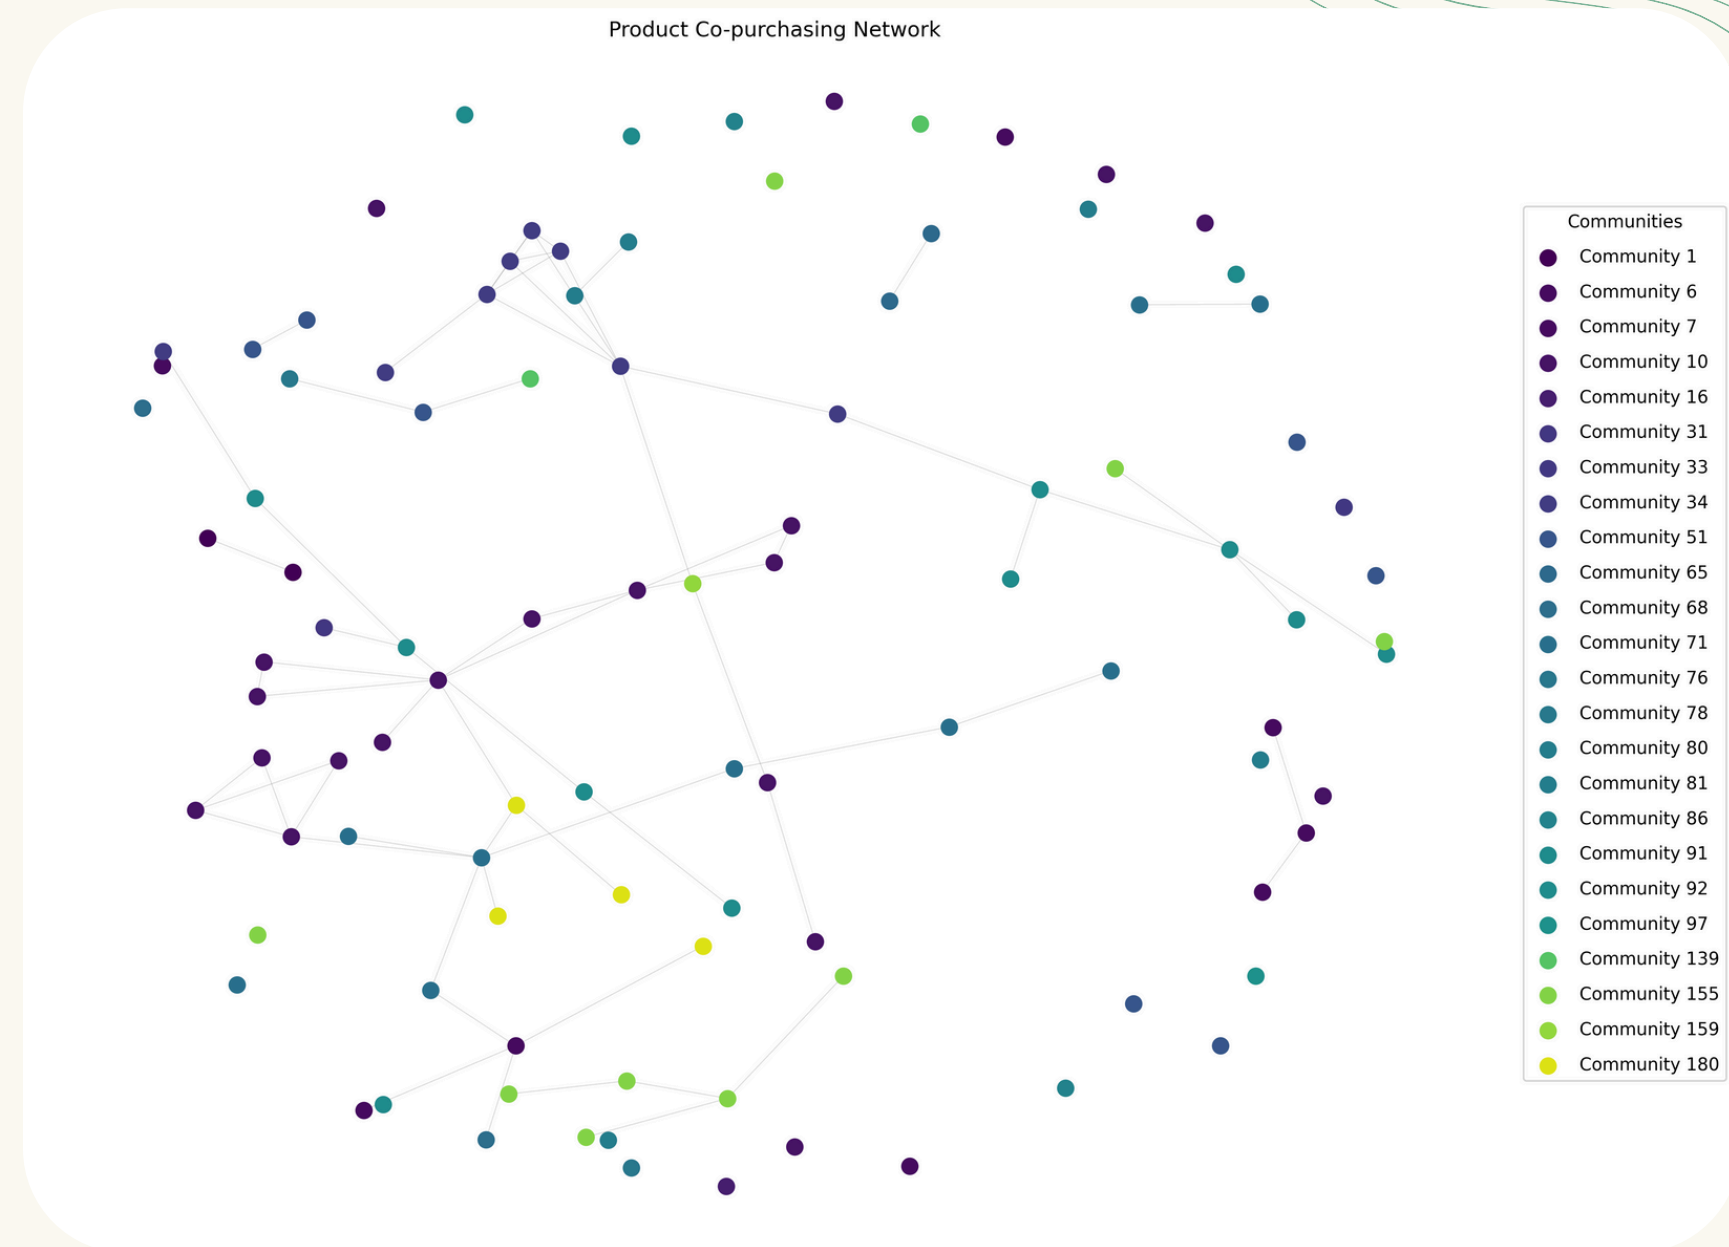 Product Co-purchasing Network
Communities
Community 1
Community 6
Community 7
Community 10
Community 16
Community 31
Community 33
Community 34
Community 51
Community 65
Community 68
Community 71
Community 76
Community 78
Community 80
Community 81
Community 86
Community 91
Community 92
Community 97
Community 139
Community 155
Community 159
Community 180